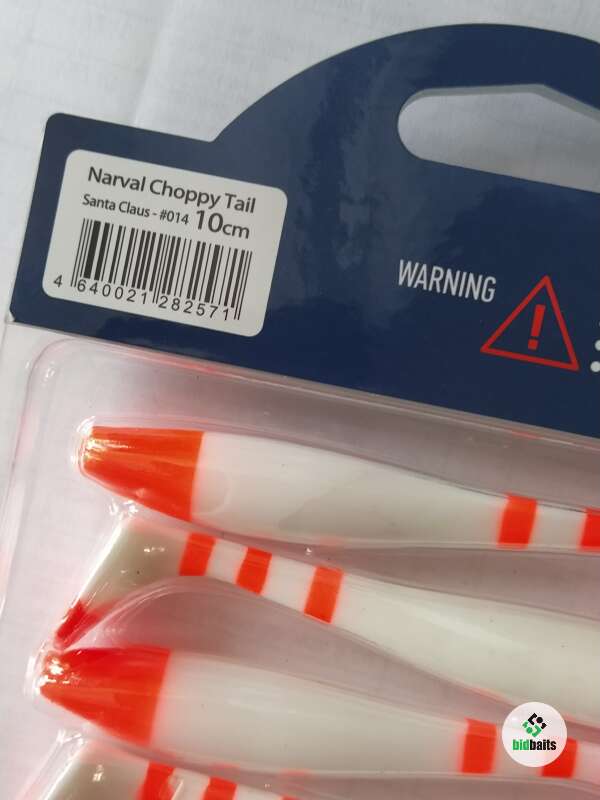 Narval Choppy Tail
Santa Claus - #014 10cm
4 640021 282571
WARNING
!
bidbaits